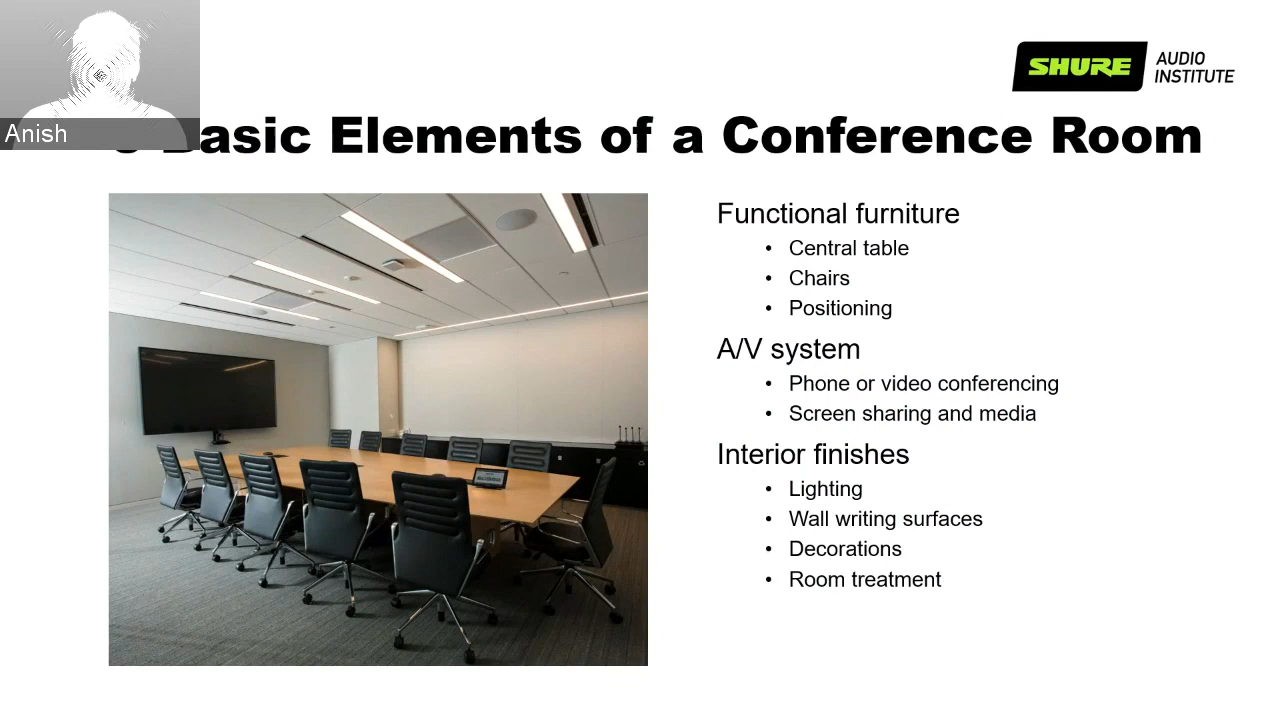 SHURE
AUDIO
INSTITUTE
Anish
Basic Elements of a Conference Room
Functional furniture
• Central table
• Chairs
• Positioning
A/V system
• Phone or video conferencing
• Screen sharing and media
Interior finishes
• Lighting
• Wall writing surfaces
• Decorations
• Room treatment